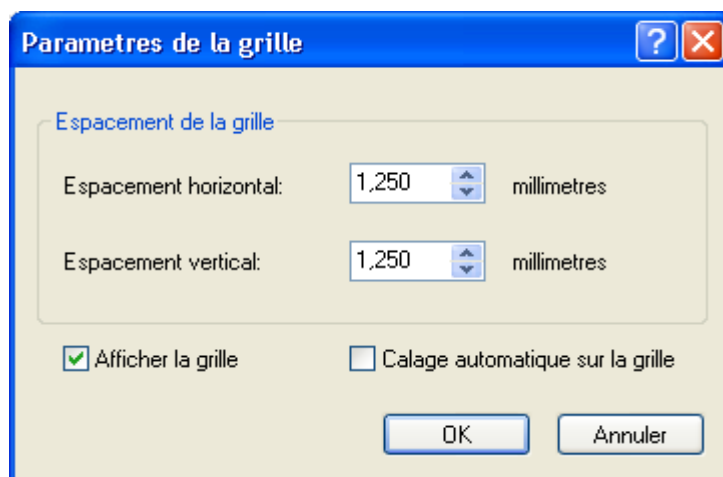 Parametres de la grille
Espacement de la grille
Espacement horizontal: 1,250 millimetres
Espacement vertical: 1,250 millimetres
Afficher la grille Calage automatique sur la grille
OK Annuler